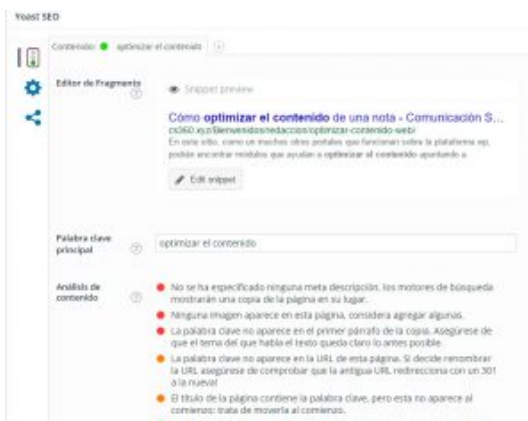 Yoast SEO
Contenido: optimizar el contenido
Editor de Fragmento
Snippet preview
Cómo optimizar el contenido de una nota - Comunicación S...
cs360.xyz/Bienvenidos/redaccion/optimizar-contenido-web/
En este sitio, como en muchos otros portales que funcionan sobre la plataforma wp,
podrán encontrar módulos que ayudan a optimizar el contenido apuntando a
Edit snippet
Palabra clave
principal
optimizar el contenido
Análisis de
contenido
No se ha especificado ninguna meta descripción, los motores de búsqueda
mostrarán una copia de la página en su lugar.
Ninguna imagen aparece en esta página, considera agregar algunas.
La palabra clave no aparece en el primer párrafo de la copia. Asegúrese de
que el tema del que habla el texto queda claro lo antes posible.
La palabra clave no aparece en la URL de esta página. Si decide renombrar
la URL asegúrese de comprobar que la antigua URL redirecciona con un 301
a la nueva!
El título de la página contiene la palabra clave, pero esta no aparece al
comienzo: trata de moverla al comienzo.